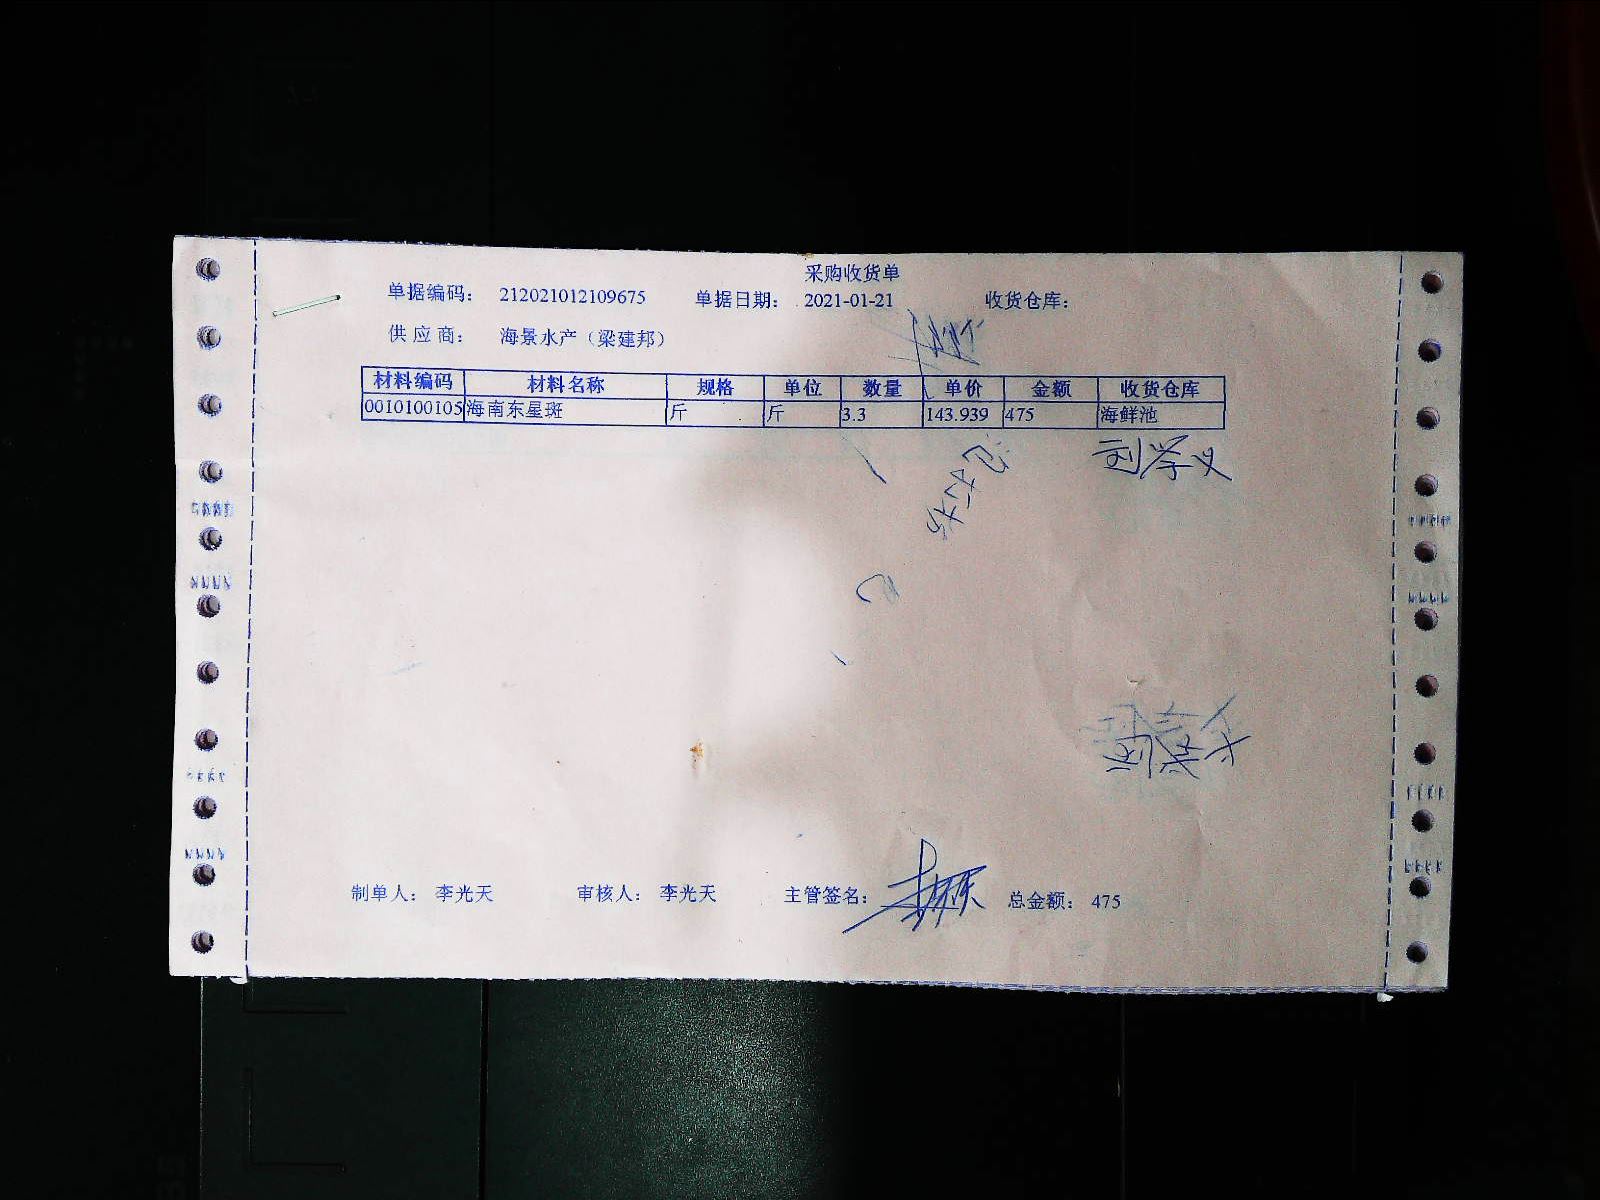 采购收货单
单据编码： 212021012109675 单据日期： 2021-01-21 收货仓库：
供 应 商： 海景水产（梁建邦）
材料编码 材料名称 规格 单位 数量 单价 金额 收货仓库
0010100105 海南东星斑 斤 斤 3.3 143.939 475 海鲜池
刘学义
制单人： 李光天 审核人： 李光天 主管签名： 总金额： 475